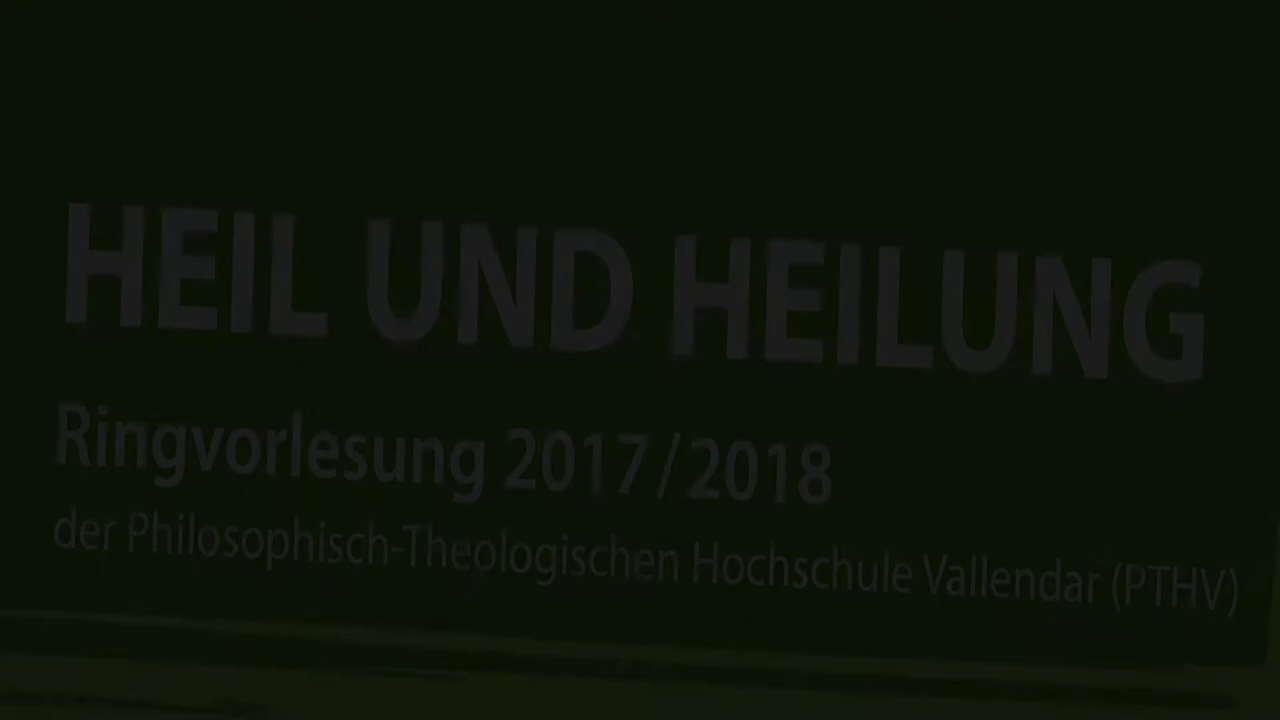 HEIL UND HEILUNG
Ringvorlesung 2017/2018
der Philosophisch-Theologischen Hochschule Vallendar (PTHV)